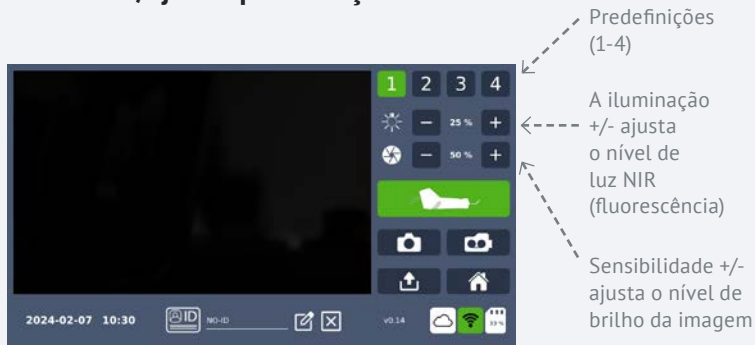 Predefinições
(1-4)
1 2 3 4
25 %
50 %
A iluminação
+/- ajusta
o nível de
luz NIR
(fluorescência)
Sensibilidade +/-
ajusta o nível de
brilho da imagem
2024-02-07 10:30
ID NO-ID
v0.14